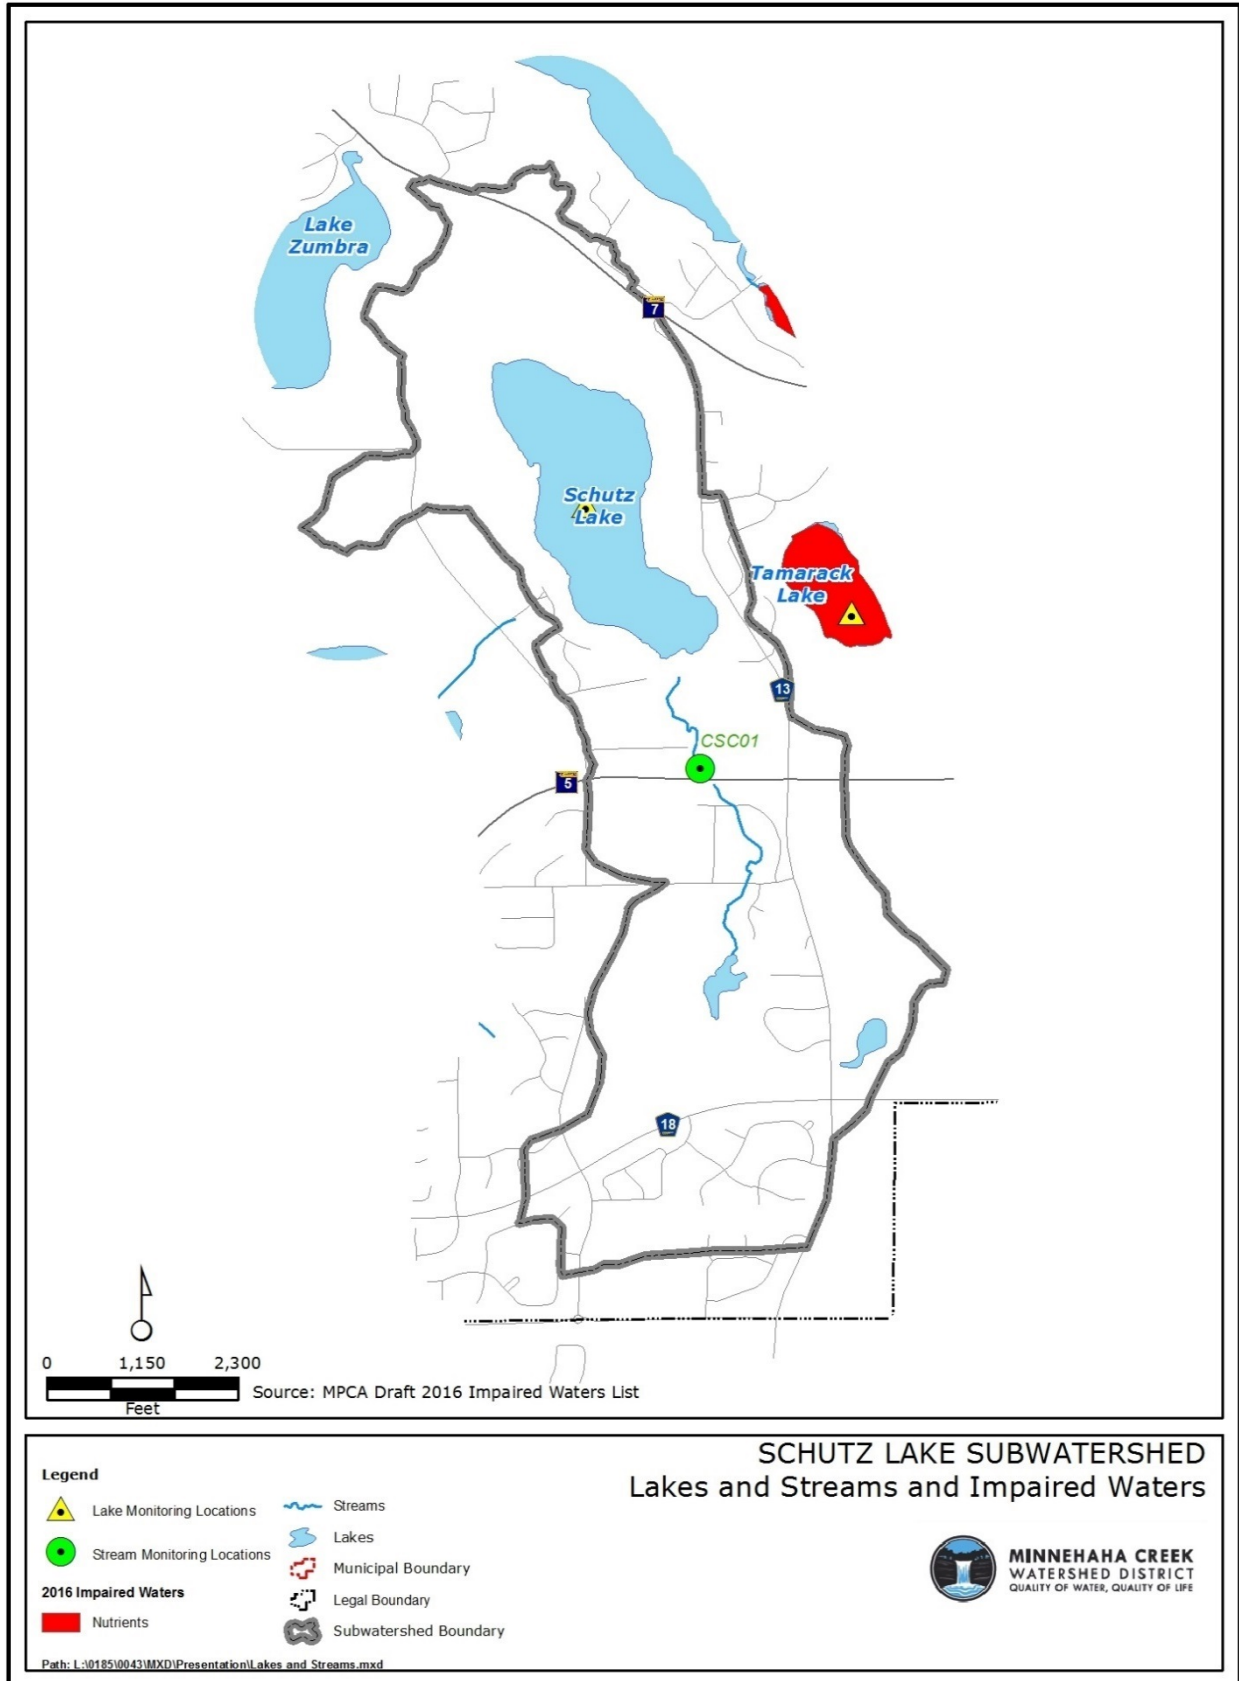 Lake
Zumbra
7
Schutz
Lake
Tamarack
Lake
13
CSC01
5
18
0 1,150 2,300
Feet
Source: MPCA Draft 2016 Impaired Waters List
SCHUTZ LAKE SUBWATERSHED
Lakes and Streams and Impaired Waters
Legend
Lake Monitoring Locations
Stream Monitoring Locations
2016 Impaired Waters
Nutrients
Streams
Lakes
Municipal Boundary
Legal Boundary
Subwatershed Boundary
MINNEHAHA CREEK
WATERSHED DISTRICT
QUALITY OF WATER, QUALITY OF LIFE
Path: L:\0185\0043\MXD\Presentation\Lakes and Streams.mxd